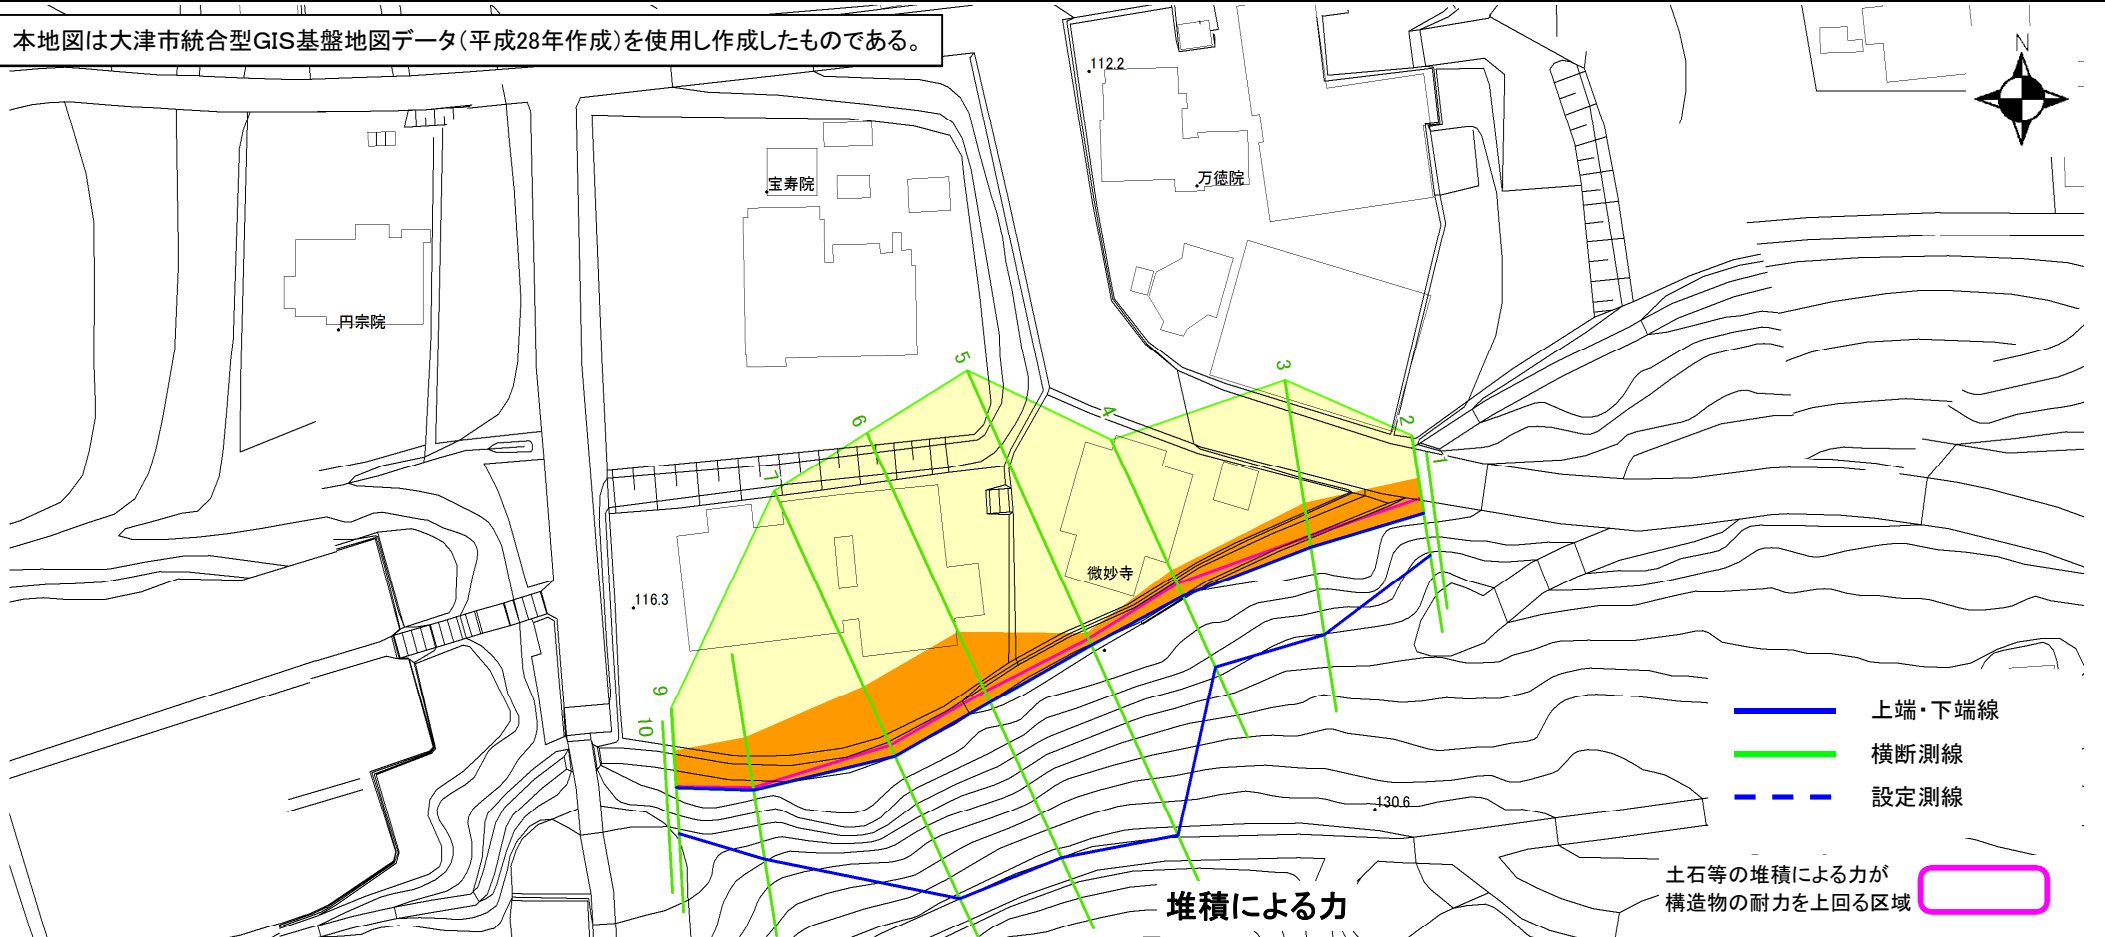 本地図は大津市統合型GIS基盤地図データ(平成28年作成)を使用し作成したものである。
N
112.2
宝寿院
万徳院
円宗院
5
3
4
2
6
1
7
微妙寺
116.3
9
10
130.6
上端・下端線
横断測線
設定測線
土石等の堆積による力が
構造物の耐力を上回る区域
堆積による力